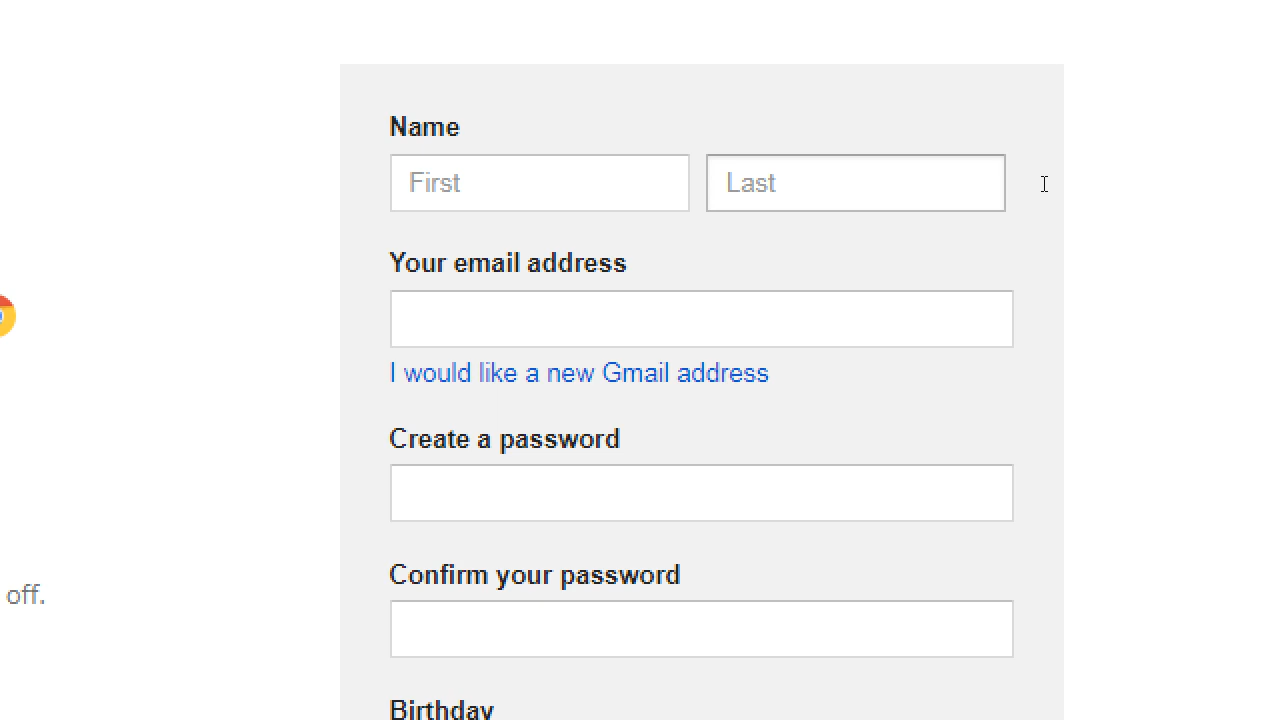 Name
First Last
Your email address
I would like a new Gmail address
Create a password
off.
Confirm your password
Birthday